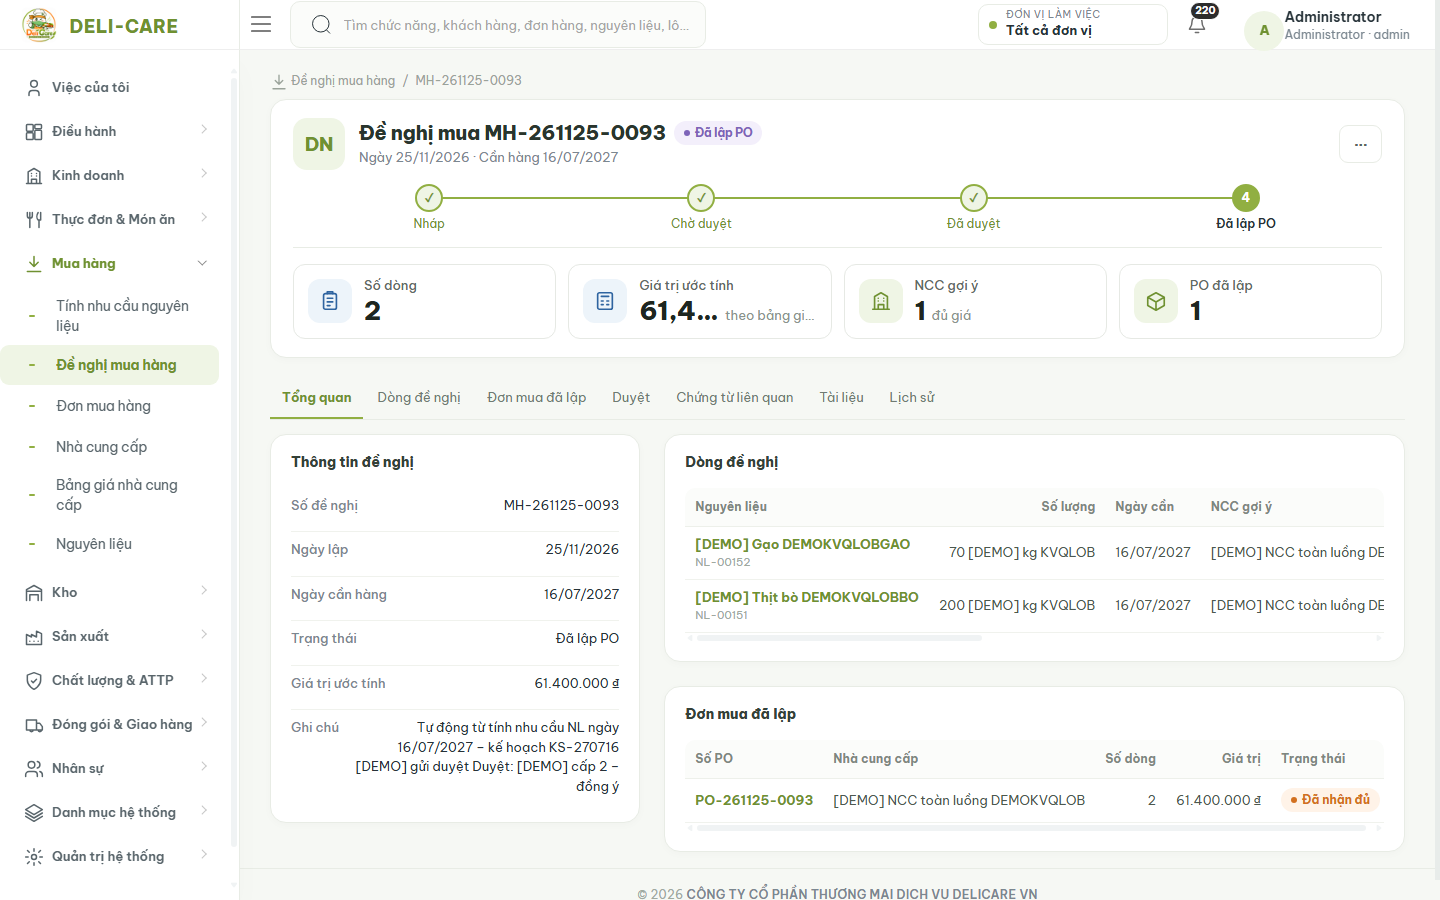 DELI-CARE
Tìm chức năng, khách hàng, đơn hàng, nguyên liệu, lô...
ĐƠN VỊ LÀM VIỆC
Tất cả đơn vị
220
A
Administrator
Administrator · admin
Việc của tôi
Điều hành
Kinh doanh
Thực đơn & Món ăn
Mua hàng
Tính nhu cầu nguyên
liệu
Đề nghị mua hàng
Đơn mua hàng
Nhà cung cấp
Bảng giá nhà cung
cấp
Nguyên liệu
Kho
Sản xuất
Chất lượng & ATTP
Đóng gói & Giao hàng
Nhân sự
Danh mục hệ thống
Quản trị hệ thống
Đề nghị mua hàng / MH-261125-0093
DN
Đề nghị mua MH-261125-0093
Đã lập PO
Ngày 25/11/2026 · Cần hàng 16/07/2027
...
✓ ✓ ✓ 4
Nháp Chờ duyệt Đã duyệt Đã lập PO
Số dòng
2
Giá trị ước tính
61,4... theo bảng gi...
NCC gợi ý
1 đủ giá
PO đã lập
1
Tổng quan Dòng đề nghị Đơn mua đã lập Duyệt Chứng từ liên quan Tài liệu Lịch sử
Thông tin đề nghị
Số đề nghị MH-261125-0093
Ngày lập 25/11/2026
Ngày cần hàng 16/07/2027
Trạng thái Đã lập PO
Giá trị ước tính 61.400.000 đ
Ghi chú Tự động từ tính nhu cầu NL ngày
16/07/2027 – kế hoạch KS-270716
[DEMO] gửi duyệt Duyệt: [DEMO] cấp 2 –
đồng ý
Dòng đề nghị
Nguyên liệu Số lượng Ngày cần NCC gợi ý
[DEMO] Gạo DEMOKVQLOBGAO
NL-00152
70 [DEMO] kg KVQLOB 16/07/2027 [DEMO] NCC toàn luồng DE
[DEMO] Thịt bò DEMOKVQLOBBO
NL-00151
200 [DEMO] kg KVQLOB 16/07/2027 [DEMO] NCC toàn luồng DE
Đơn mua đã lập
Số PO Nhà cung cấp Số dòng Giá trị Trạng thái
PO-261125-0093 [DEMO] NCC toàn luồng DEMOKVQLOB 2 61.400.000 đ Đã nhận đủ
© 2026 CÔNG TY CỔ PHẦN THƯƠNG MẠI DỊCH VỤ DELICARE VN